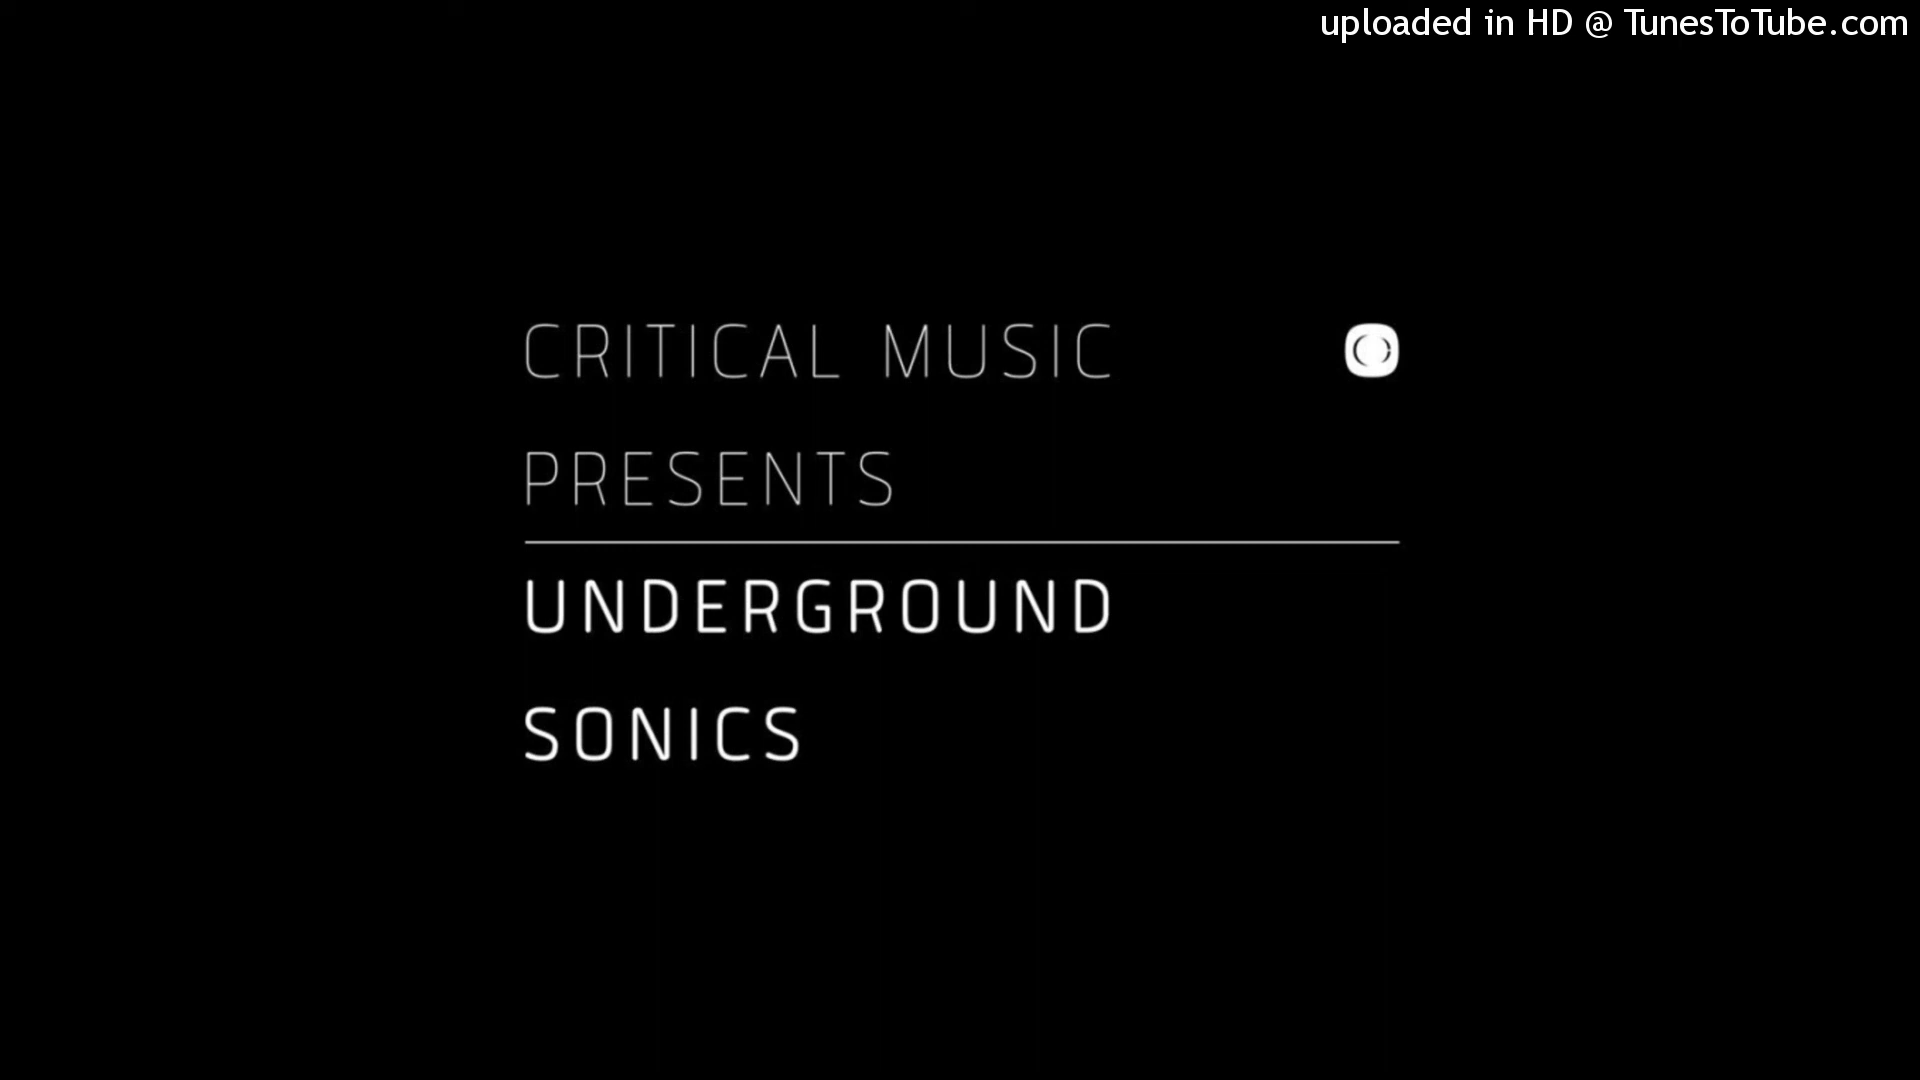 uploaded in HD @ TunesToTube.com
CRITICAL MUSIC
PRESENTS
UNDERGROUND
SONICS